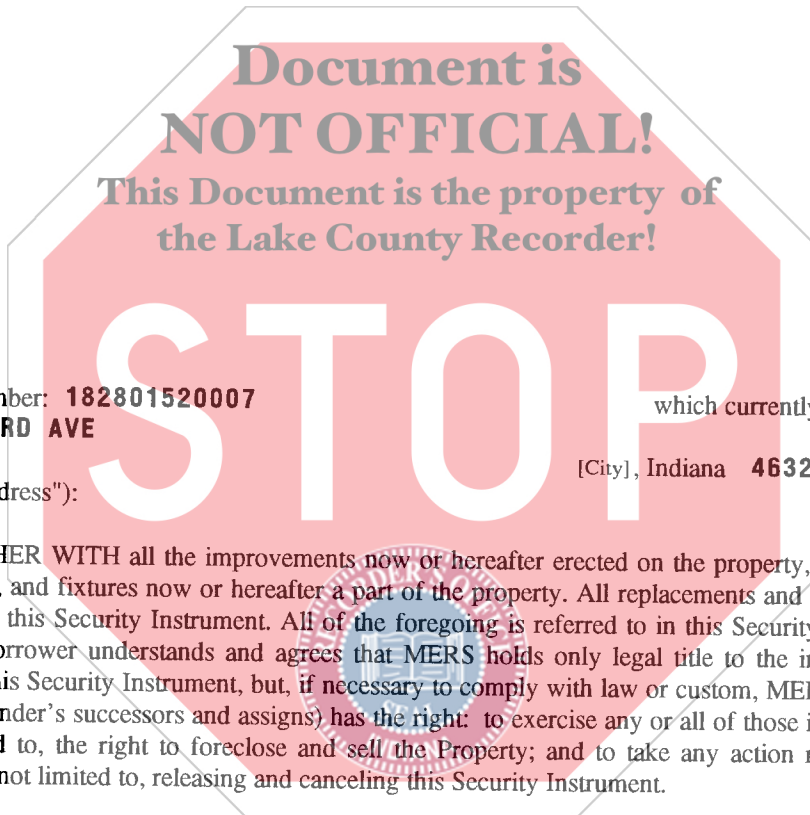 Document is
NOT OFFICIAL!
This Document is the property of
the Lake County Recorder!
STOP
mber: 182801520007 which currently
RD AVE
[City], Indiana 4632
dress"):
HER WITH all the improvements now or hereafter erected on the property,
, and fixtures now or hereafter a part of the property. All replacements and
this Security Instrument. All of the foregoing is referred to in this Security
orrower understands and agrees that MERS holds only legal title to the in
is Security Instrument, but, if necessary to comply with law or custom, MER
nder's successors and assigns) has the right: to exercise any or all of those i
d to, the right to foreclose and sell the Property; and to take any action r
not limited to, releasing and canceling this Security Instrument.
RECORDER'S OFFICE
SEAL